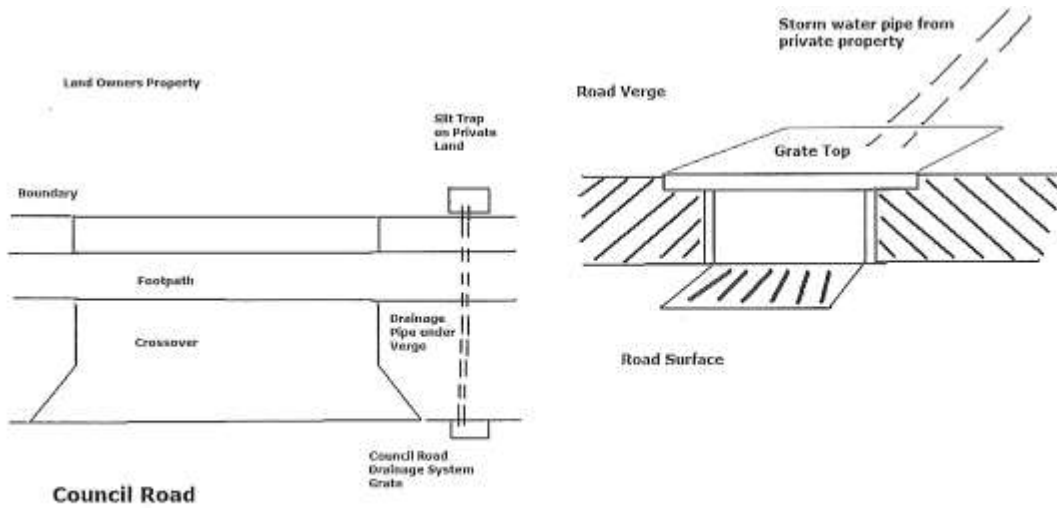 Land Owners Property
Silt Trap
on Private
Land
Boundary
Footpath
Crossover
Drainage
Pipe under
Verge
Council Road
Drainage System
Grate
Council Road
Storm water pipe from
private property
Road Verge
Grate Top
Road Surface